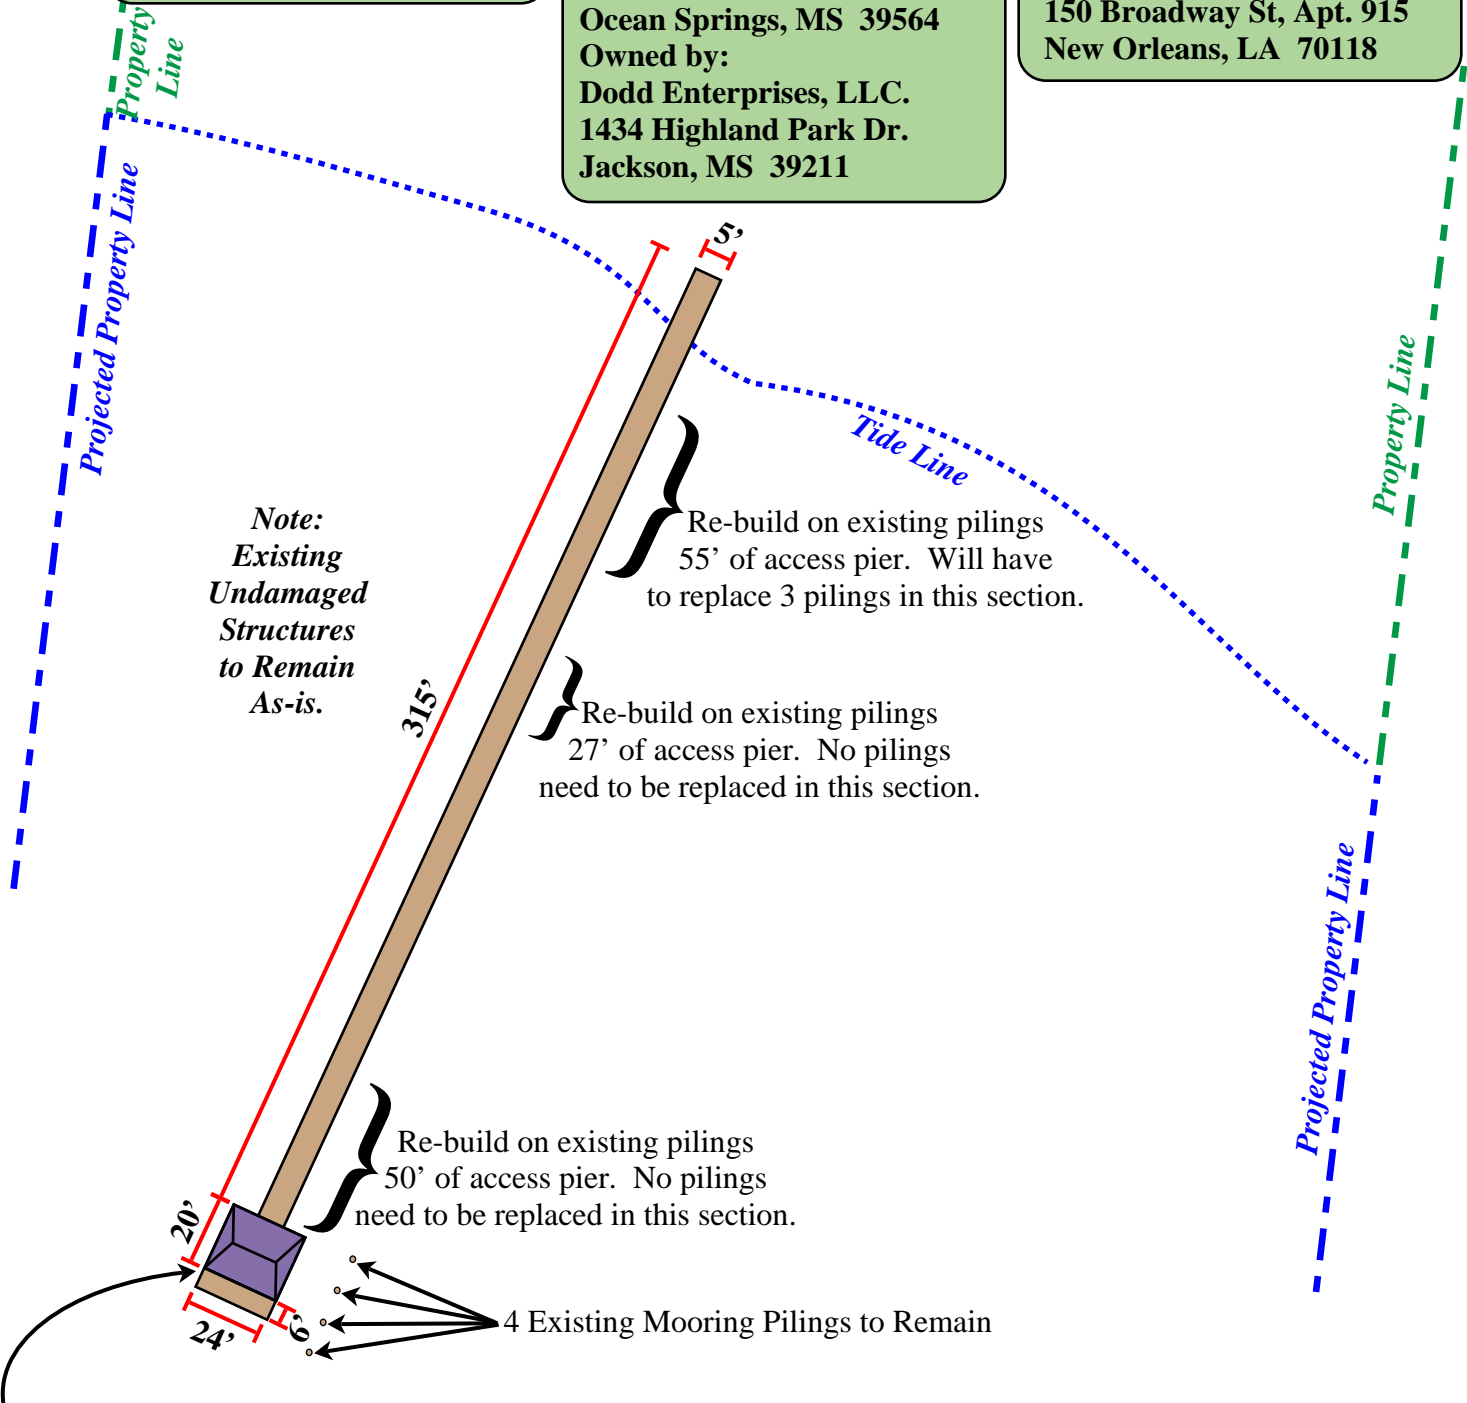 Ocean Springs, MS 39564
Owned by:
Dodd Enterprises, LLC.
1434 Highland Park Dr.
Jackson, MS 39211
150 Broadway St, Apt. 915
New Orleans, LA 70118
Property
Line
Projected Property Line
5’
Tide Line
Property Line
Note:
Existing
Undamaged
Structures
to Remain
As-is.
315’
Re-build on existing pilings
55’ of access pier. Will have
to replace 3 pilings in this section.
Re-build on existing pilings
27’ of access pier. No pilings
need to be replaced in this section.
Projected Property Line
Re-build on existing pilings
50’ of access pier. No pilings
need to be replaced in this section.
20’
24’
6’
4 Existing Mooring Pilings to Remain